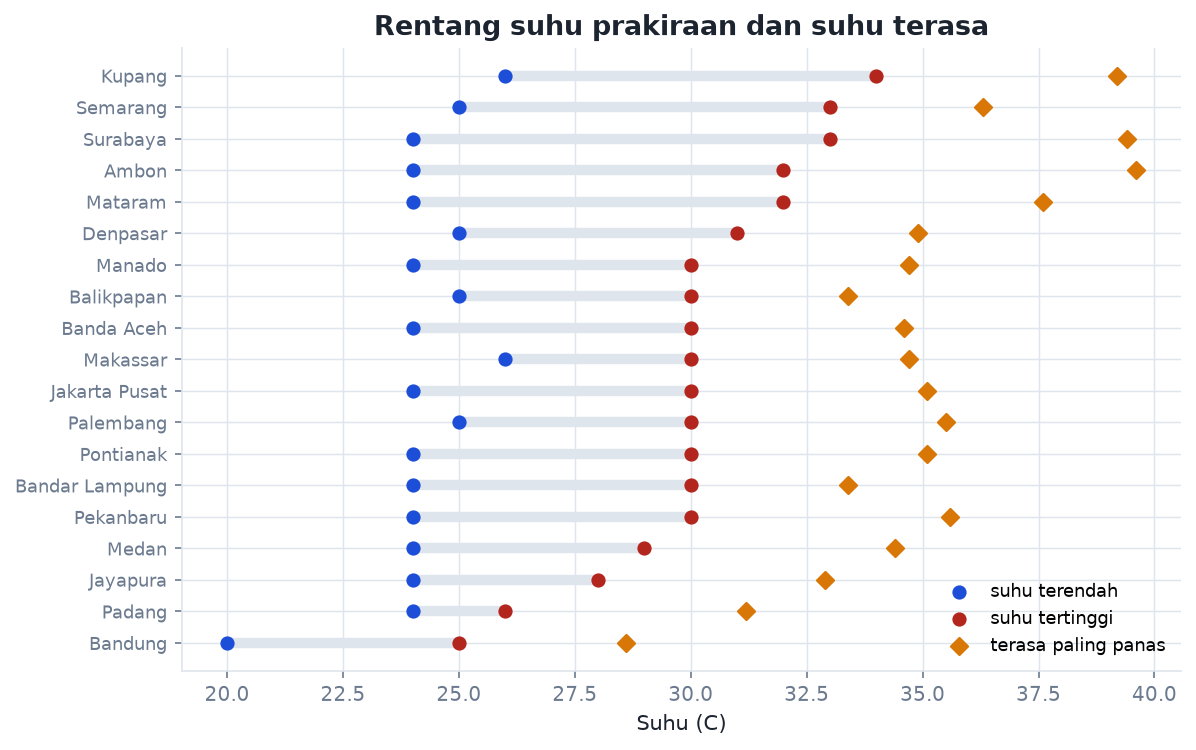 Rentang suhu prakiraan dan suhu terasa
Kupang
Semarang
Surabaya
Ambon
Mataram
Denpasar
Manado
Balikpapan
Banda Aceh
Makassar
Jakarta Pusat
Palembang
Pontianak
Bandar Lampung
Pekanbaru
Medan
Jayapura
Padang
Bandung
suhu terendah
suhu tertinggi
terasa paling panas
20.0 22.5 25.0 27.5 30.0 32.5 35.0 37.5 40.0
Suhu (C)